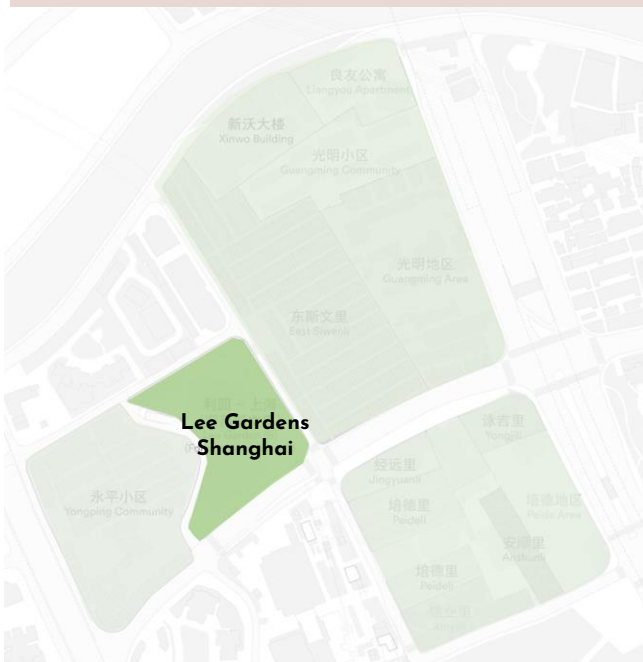 良友公寓
Liangyou Apartment
新沃大楼
Xinwo Building
光明小区
Guangming Community
光明地区
Guangming Area
东斯文里
East Siwenli
Lee Gardens
Shanghai
永平小区
Yongping Community
泳吉里
Yongjili
经远里
Jingyuanli
培德里
Peideli
培德地区
Peide Area
安顺里
Anshunli
培德里
Peideli